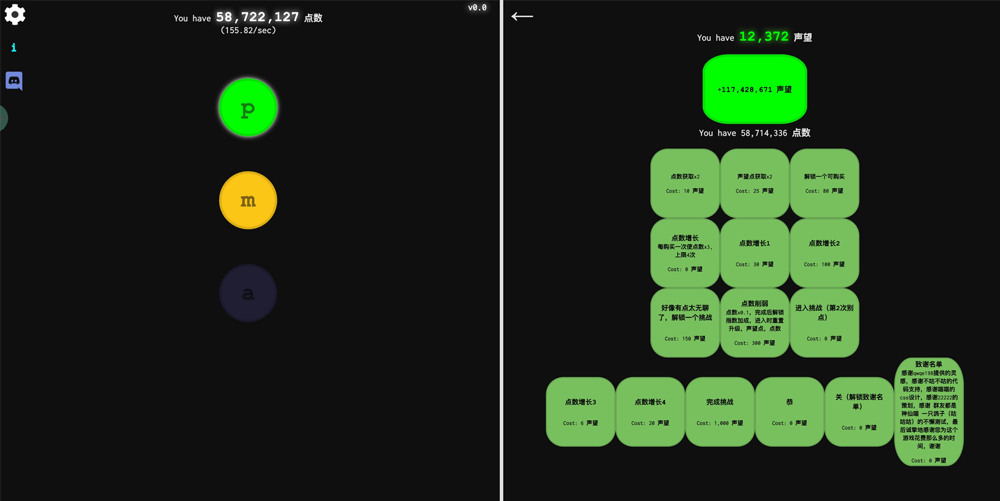 v0.0
You have 58,722,127 点数
(155.82/sec)
i
p
m
a
You have 12,372 声望
+117,428,671 声望
You have 58,714,336 点数
点数获取x2
Cost: 10 声望
声望点获取x2
Cost: 25 声望
解锁一个可购买
Cost: 80 声望
点数增长
每购买一次使点数x3，
上限4次
Cost: 0 声望
点数增长1
Cost: 30 声望
点数增长2
Cost: 100 声望
好像有点太无聊
了，解锁一个挑战
Cost: 150 声望
点数削弱
点数x0.1，完成后解锁
指数加成，进入时重置
升级，声望点，点数
Cost: 300 声望
进入挑战（第2次别
点）
Cost: 0 声望
点数增长3
Cost: 6 声望
点数增长4
Cost: 20 声望
完成挑战
Cost: 1,000 声望
恭
Cost: 0 声望
关（解锁致谢名
单）
Cost: 0 声望
致谢名单
感谢qwqe198提供的灵
感，感谢不咕不咕的代
码支持，感谢喵喵的
css设计，感谢22222的
策划，感谢 群友都是
神仙喵 一只鸽子（咕
咕咕）的不懈测试，最
后诚挚地感谢您为这个
游戏花费那么多的时
间，谢谢
Cost: 0 声望